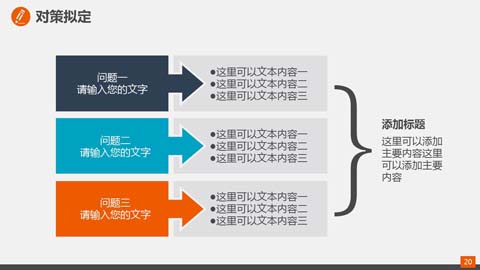 对策拟定
问题一
请输入您的文字
●这里可以文本内容一
●这里可以文本内容二
●这里可以文本内容三
问题二
请输入您的文字
●这里可以文本内容一
●这里可以文本内容二
●这里可以文本内容三
问题三
请输入您的文字
●这里可以文本内容一
●这里可以文本内容二
●这里可以文本内容三
添加标题
这里可以添加
主要内容这里
可以添加主要
内容
20